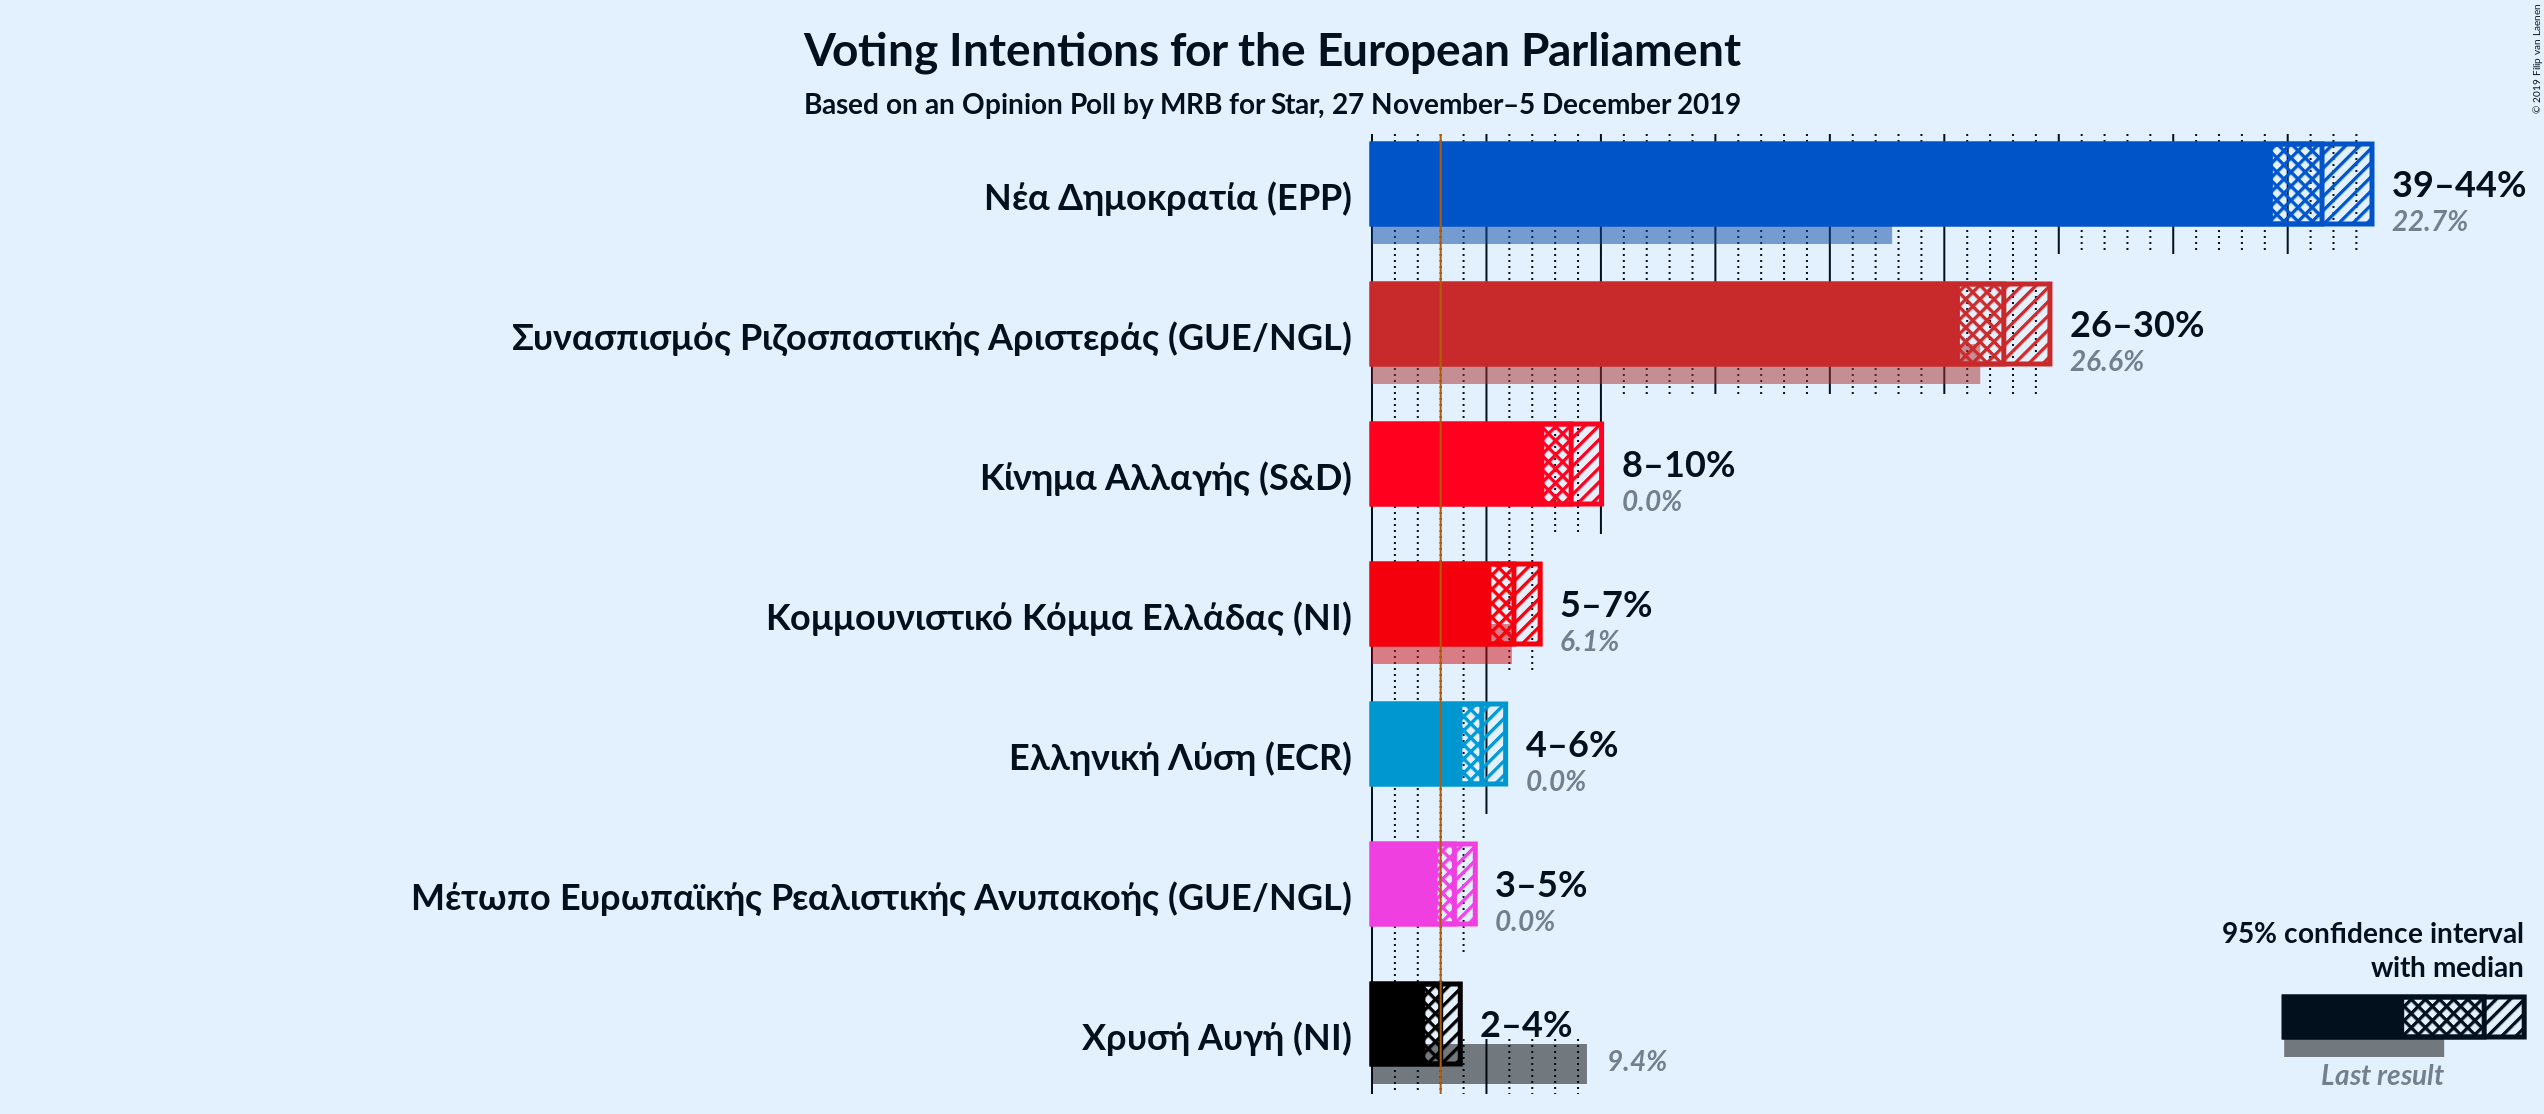 Voting Intentions for the European Parliament
Based on an Opinion Poll by MRB for Star, 27 November–5 December 2019
© 2019 Filip van Laenen
Νέα Δημοκρατία (EPP)
39–44%
22.7%
Συνασπισμός Ριζοσπαστικής Αριστεράς (GUE/NGL)
26–30%
26.6%
Κίνημα Αλλαγής (S&D)
8–10%
0.0%
Κομμουνιστικό Κόμμα Ελλάδας (NI)
5–7%
6.1%
Ελληνική Λύση (ECR)
4–6%
0.0%
Μέτωπο Ευρωπαϊκής Ρεαλιστικής Ανυπακοής (GUE/NGL)
3–5%
0.0%
Χρυσή Αυγή (NI)
2–4%
9.4%
95% confidence interval
with median
Last result